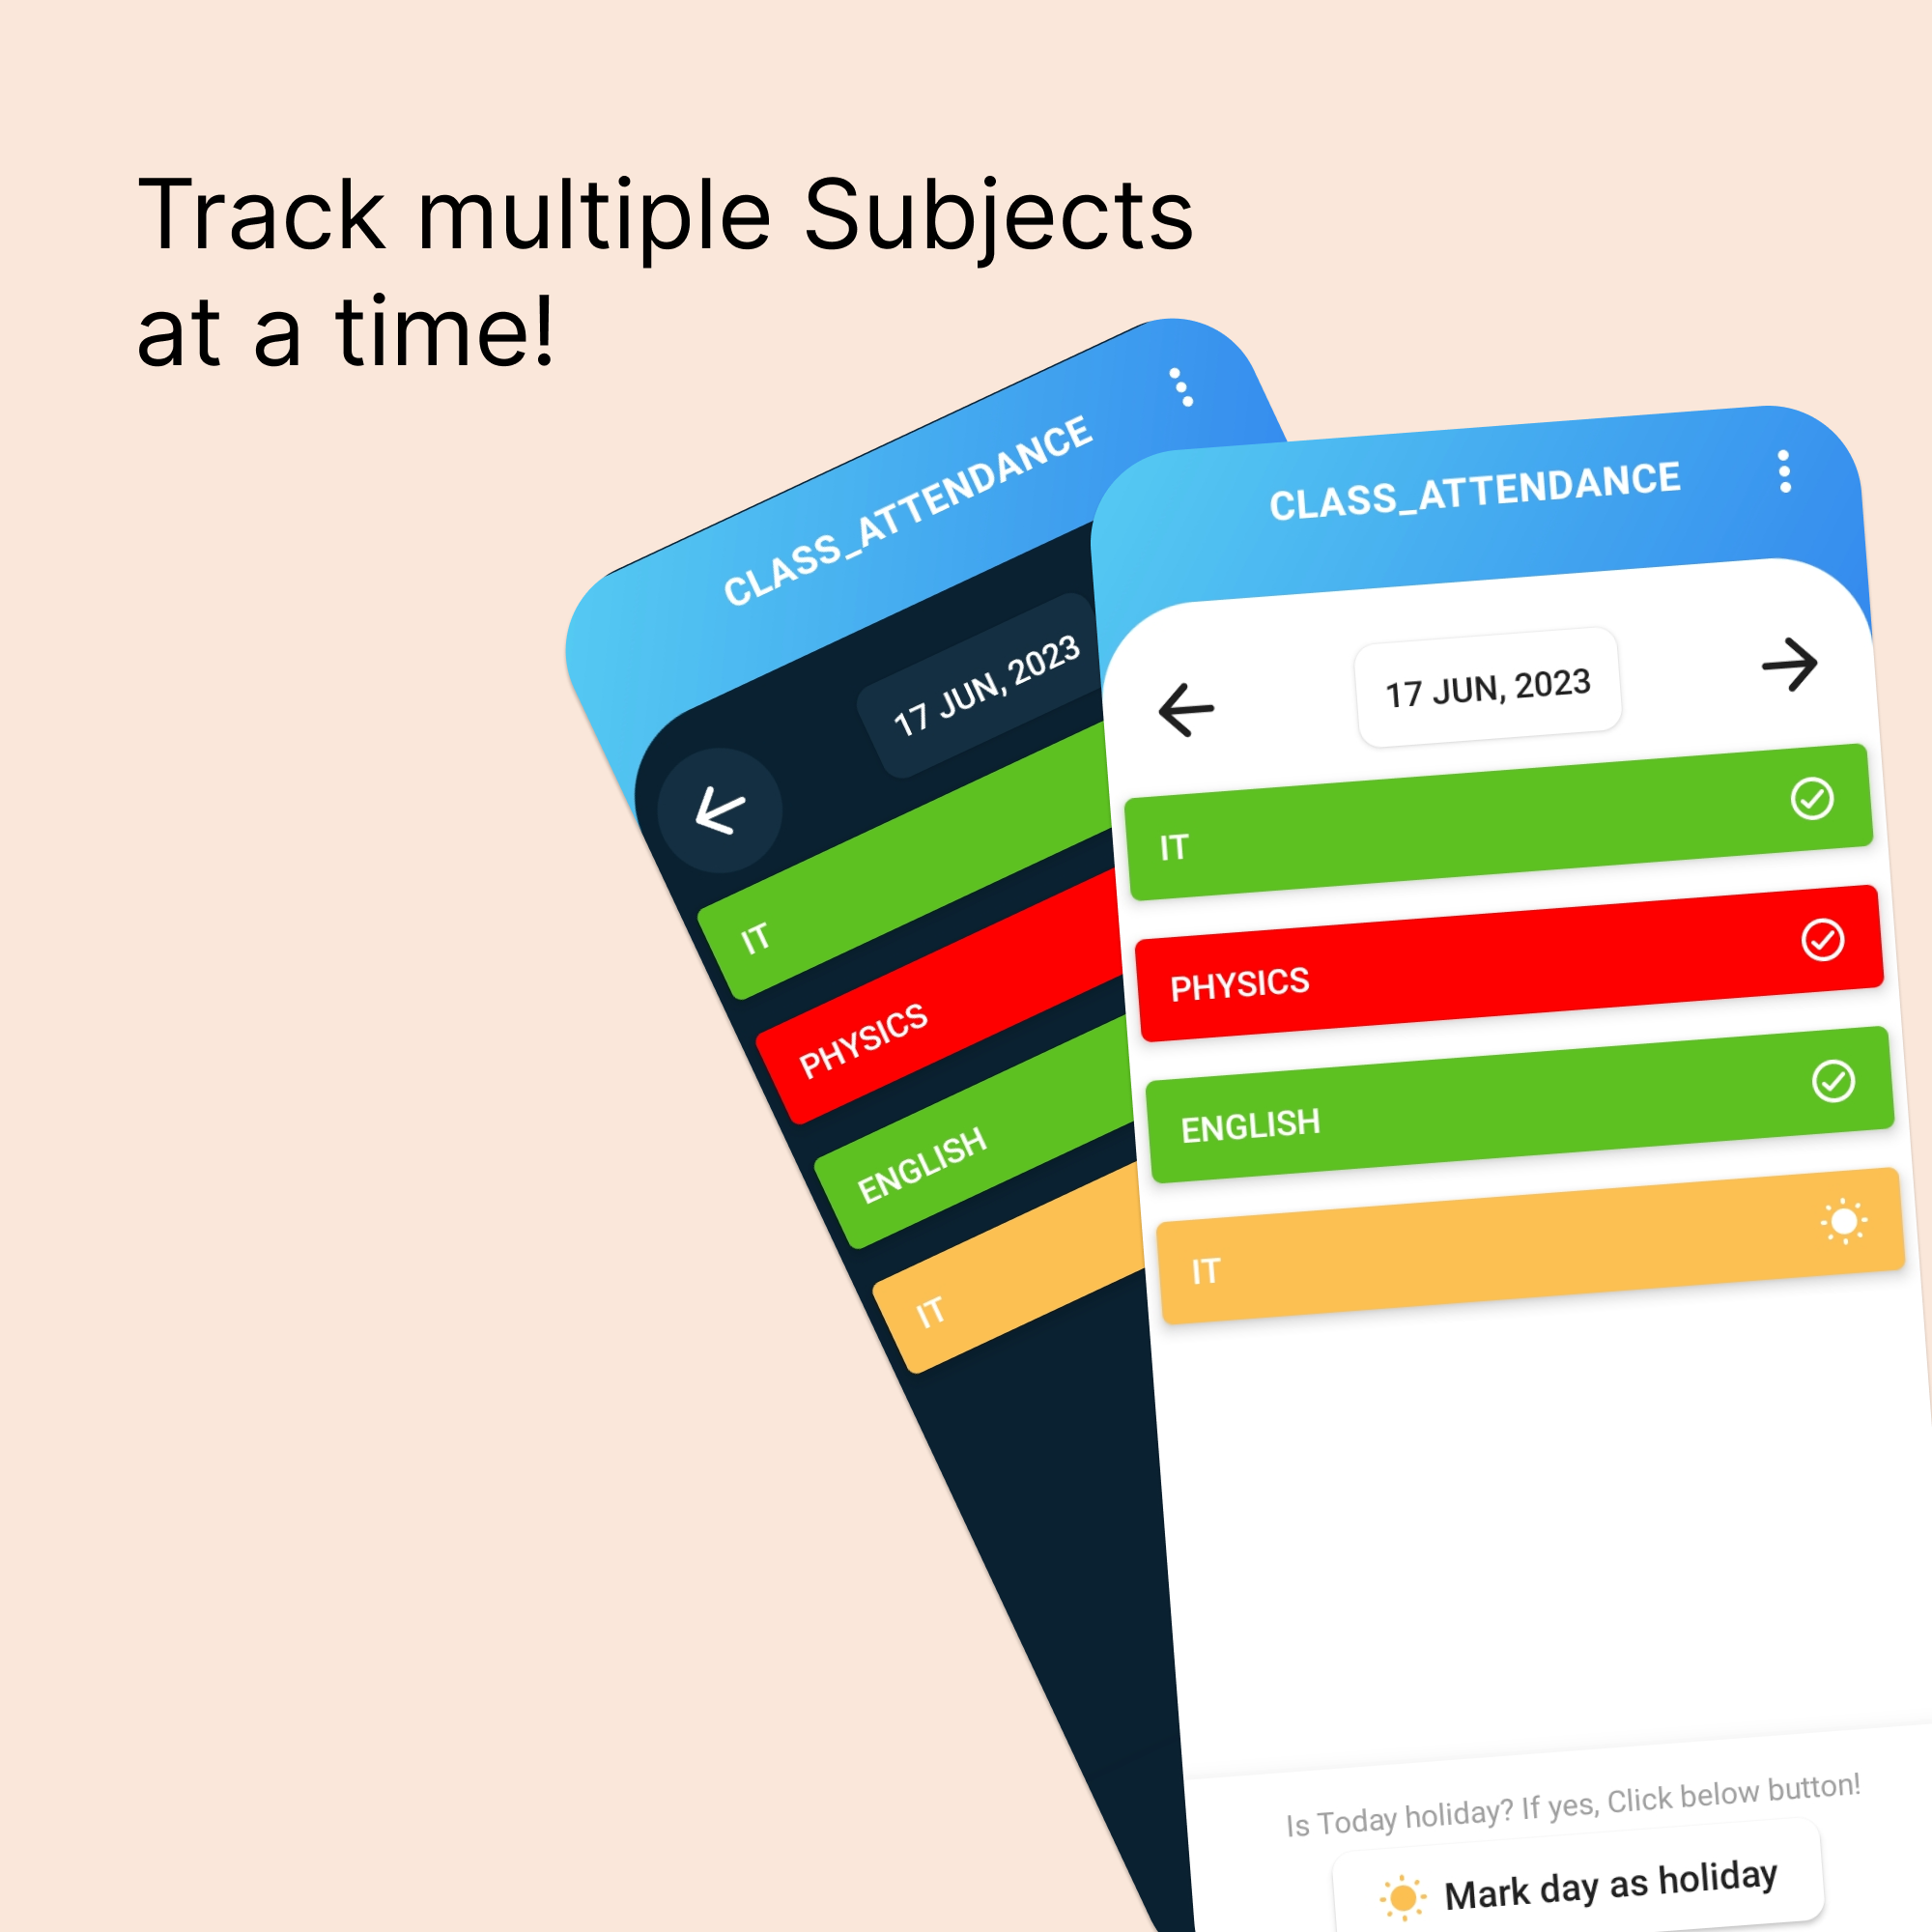 Track multiple Subjects
at a time!
CLASS_ATTENDANCE
17 JUN, 2023
IT
PHYSICS
ENGLISH
IT
CLASS_ATTENDANCE
17 JUN, 2023
IT
PHYSICS
ENGLISH
IT
Is Today holiday? If yes, Click below button!
Mark day as holiday